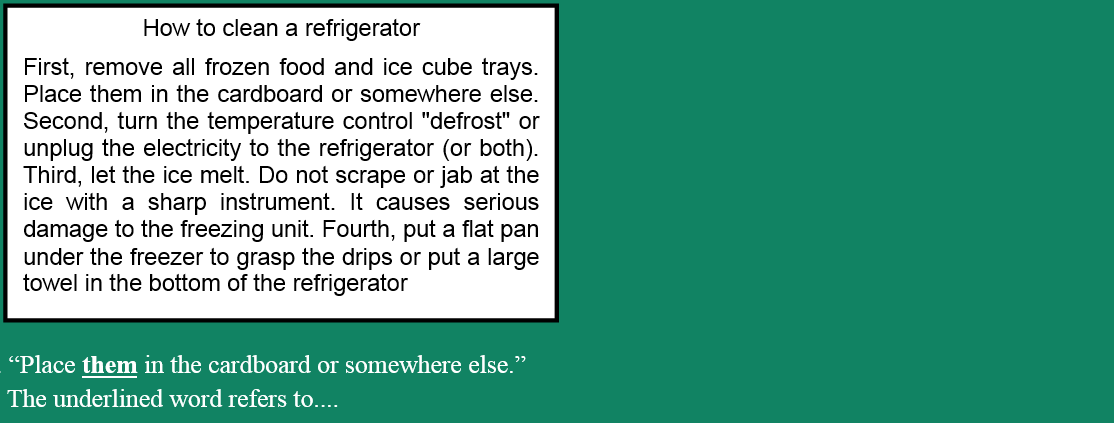 How to clean a refrigerator
First, remove all frozen food and ice cube trays.
Place them in the cardboard or somewhere else.
Second, turn the temperature control "defrost" or
unplug the electricity to the refrigerator (or both).
Third, let the ice melt. Do not scrape or jab at the
ice with a sharp instrument. It causes serious
damage to the freezing unit. Fourth, put a flat pan
under the freezer to grasp the drips or put a large
towel in the bottom of the refrigerator
“Place them in the cardboard or somewhere else.”
The underlined word refers to....